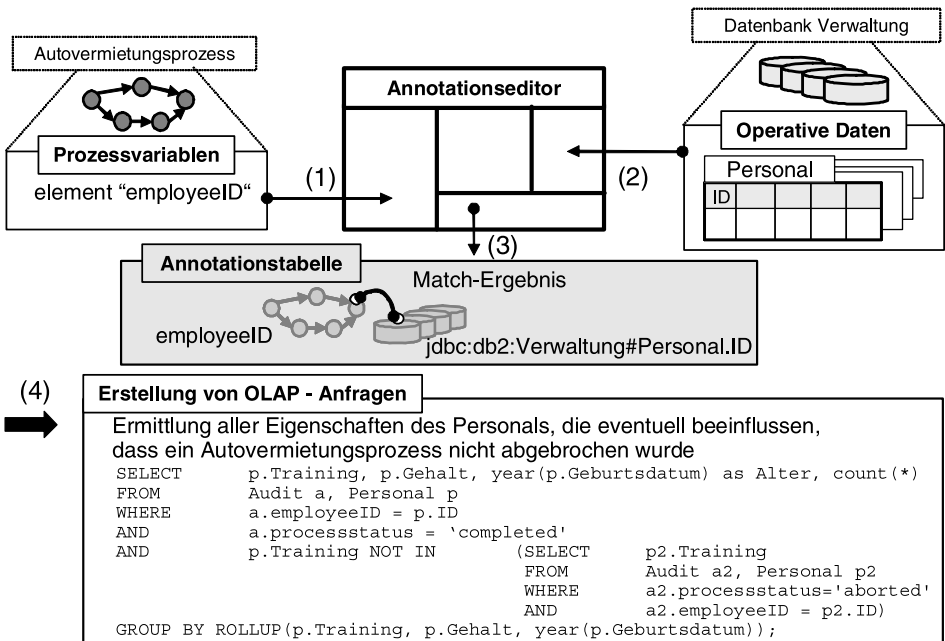 Datenbank Verwaltung
Autovermietungsprozess
Annotationseditor
Operative Daten
Prozessvariablen
Personal
element “employeeID“
(1)
(2)
ID
(3)
Annotationstabelle
Match-Ergebnis
employeeID
jdbc:db2:Verwaltung#Personal.ID
(4)
Erstellung von OLAP - Anfragen
Ermittlung aller Eigenschaften des Personals, die eventuell beeinflussen,
dass ein Autovermietungsprozess nicht abgebrochen wurde
SELECT p.Training, p.Gehalt, year(p.Geburtsdatum) as Alter, count(*)
FROM Audit a, Personal p
WHERE a.employeeID = p.ID
AND a.processstatus = ‘completed'
AND p.Training NOT IN (SELECT p2.Training
FROM Audit a2, Personal p2
WHERE a2.processstatus='aborted'
AND a2.employeeID = p2.ID)
GROUP BY ROLLUP(p.Training, p.Gehalt, year(p.Geburtsdatum));